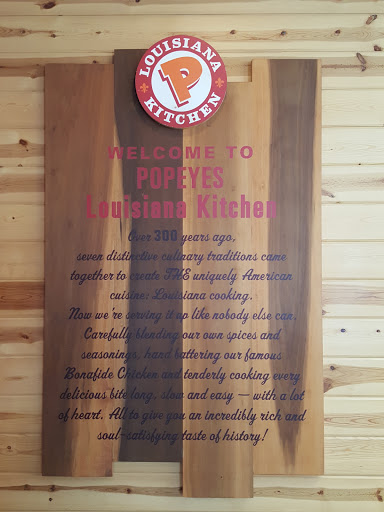 LOUISIANA
P
KITCHEN
WELCOME TO
POPEYES
Louisiana Kitchen
Over 300 years ago,
seven distinctive culinary traditions came
together to create THE uniquely American
cuisine: Louisiana cooking.
Now we're serving it up like nobody else can.
Carefully blending our own spices and
seasonings, hand battering our famous
Bonafide Chicken and tenderly cooking every
delicious bite long, slow and easy — with a lot
of heart. All to give you an incredibly rich and
soul-satisfying taste of history!